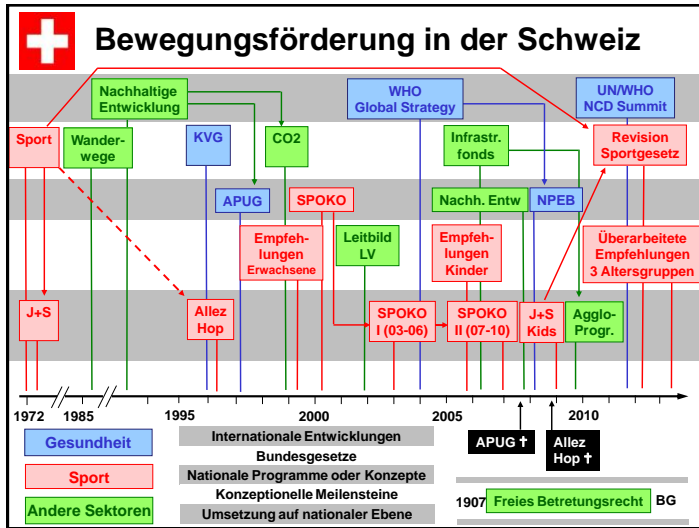 Bewegungsförderung in der Schweiz
Nachhaltige
Entwicklung
WHO
Global Strategy
UN/WHO
NCD Summit
Sport
Wander-
wege
KVG
CO2
Infrastr.
fonds
Revision
Sportgesetz
APUG
SPOKO
Nachh. Entw
NPEB
Empfeh-
lungen
Erwachsene
Leitbild
LV
Empfeh-
lungen
Kinder
Überarbeitete
Empfehlungen
3 Altersgruppen
J+S
Allez
Hop
SPOKO
I (03-06)
SPOKO
II (07-10)
J+S
Kids
Agglo-
Progr.
1972 1985 1995 2000 2005 2010
Gesundheit
Sport
Andere Sektoren
Internationale Entwicklungen
Bundesgesetze
Nationale Programme oder Konzepte
Konzeptionelle Meilensteine
Umsetzung auf nationaler Ebene
APUG ✝
Allez
Hop ✝
1907 Freies Betretungsrecht BG